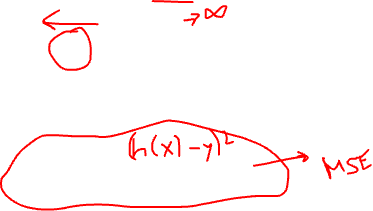 → ∞
(h(x) - y)²
→ MSE